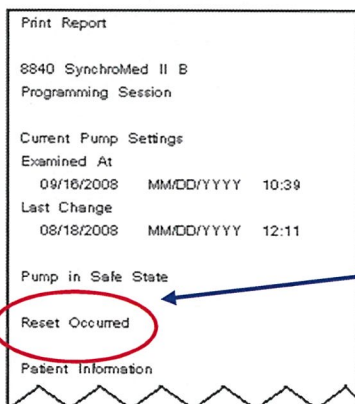 Print Report
8840 SynchroMed II B
Programming Session
Current Pump Settings
Examined At
09/16/2008 MM/DD/YYYY 10:39
Last Change
08/18/2008 MM/DD/YYYY 12:11
Pump in Safe State
Reset Occurred
Patient Information